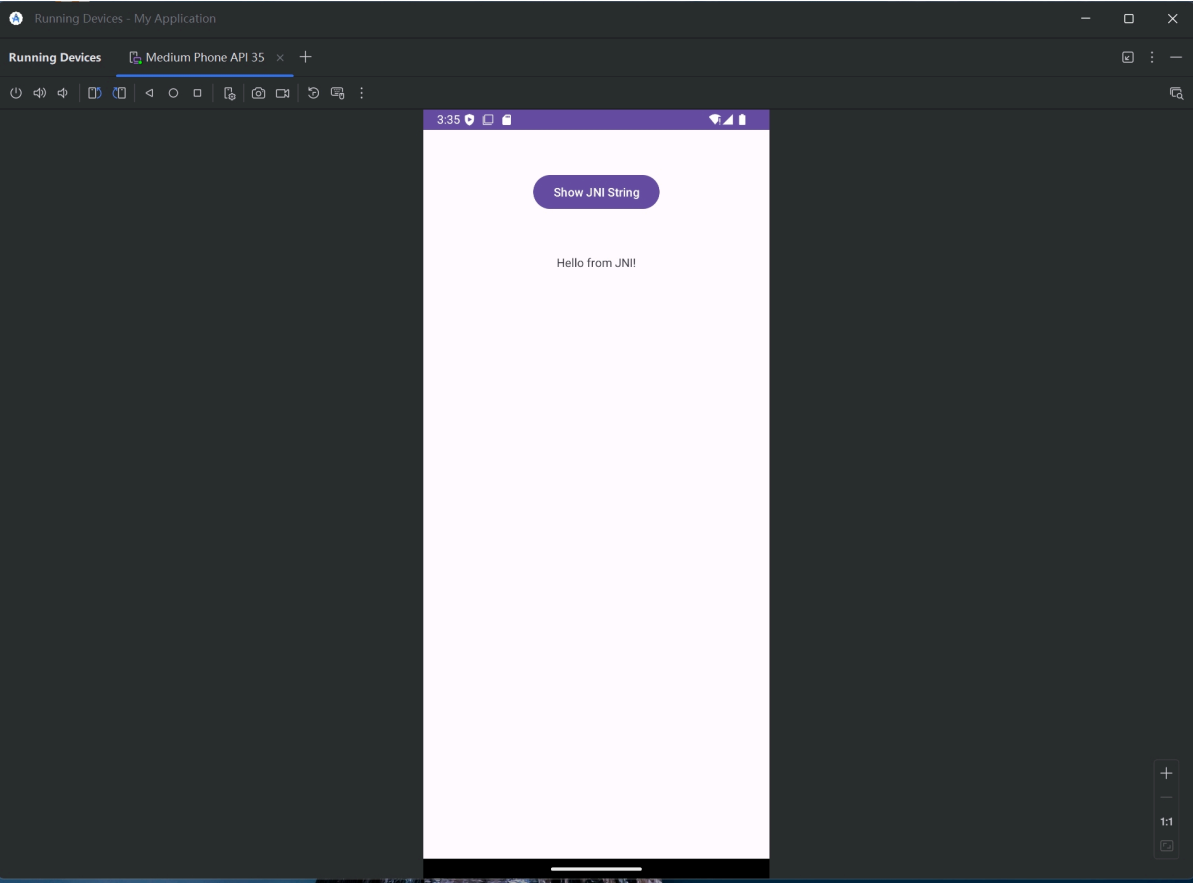 Running Devices - My Application
Running Devices
Medium Phone API 35
3:35
Show JNI String
Hello from JNI!
1:1